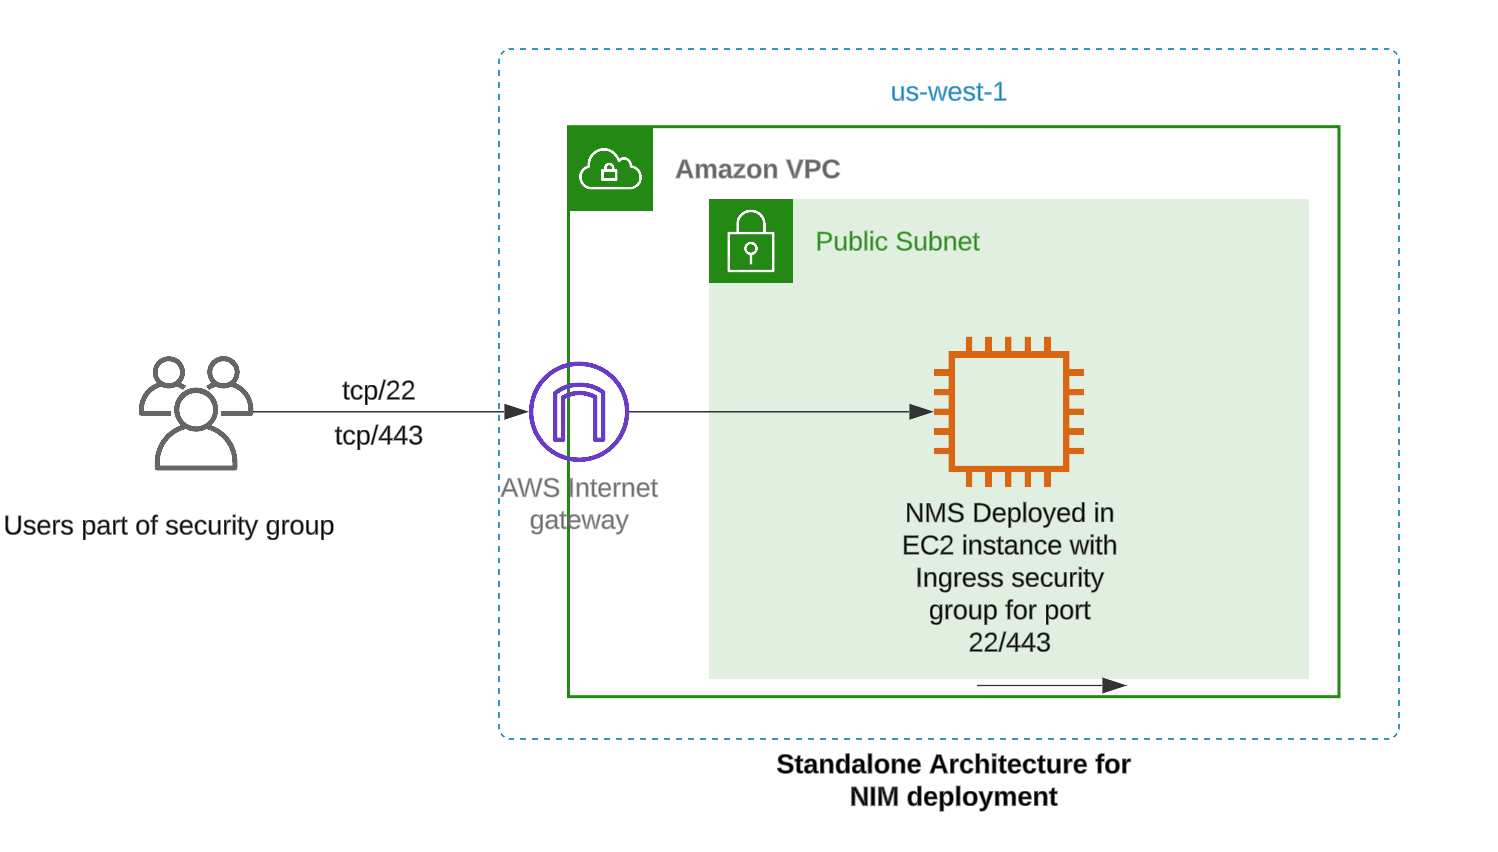 us-west-1
Amazon VPC
Public Subnet
tcp/22
tcp/443
AWS Internet
gateway
Users part of security group
NMS Deployed in
EC2 instance with
Ingress security
group for port
22/443
Standalone Architecture for
NIM deployment